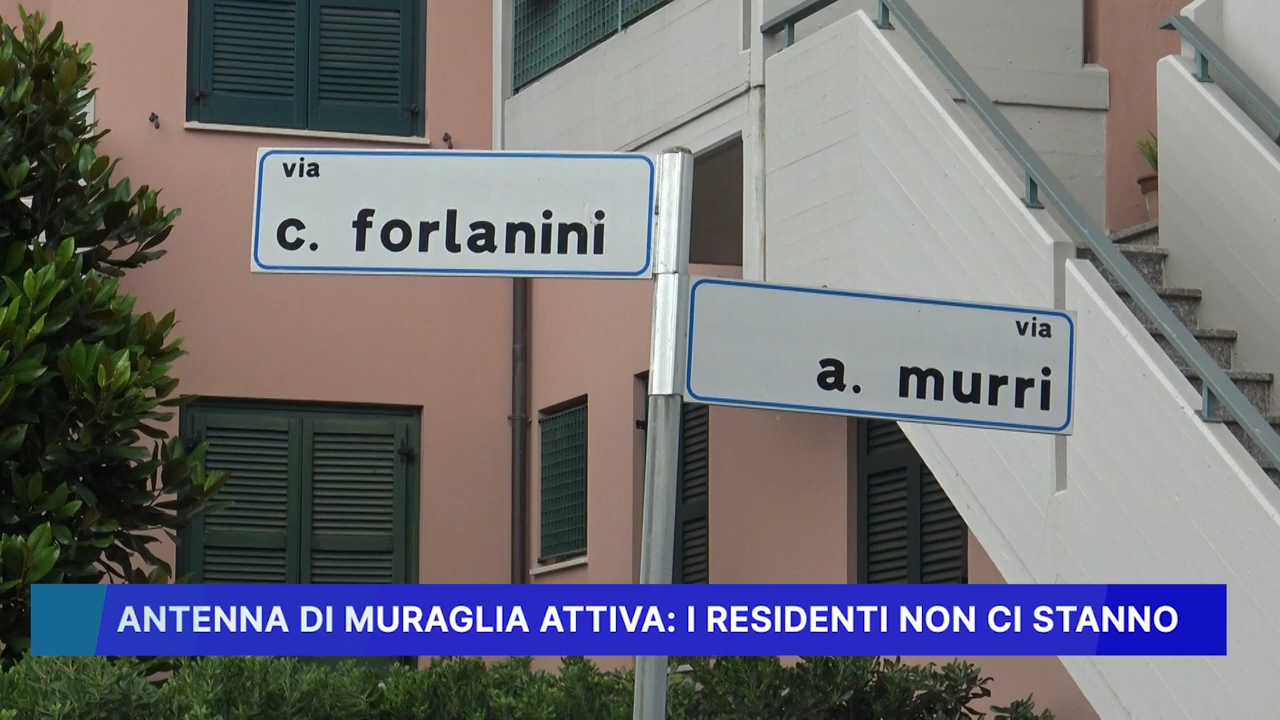 via
c. forlanini
via
a. murri
ANTENNA DI MURAGLIA ATTIVA: I RESIDENTI NON CI STANNO